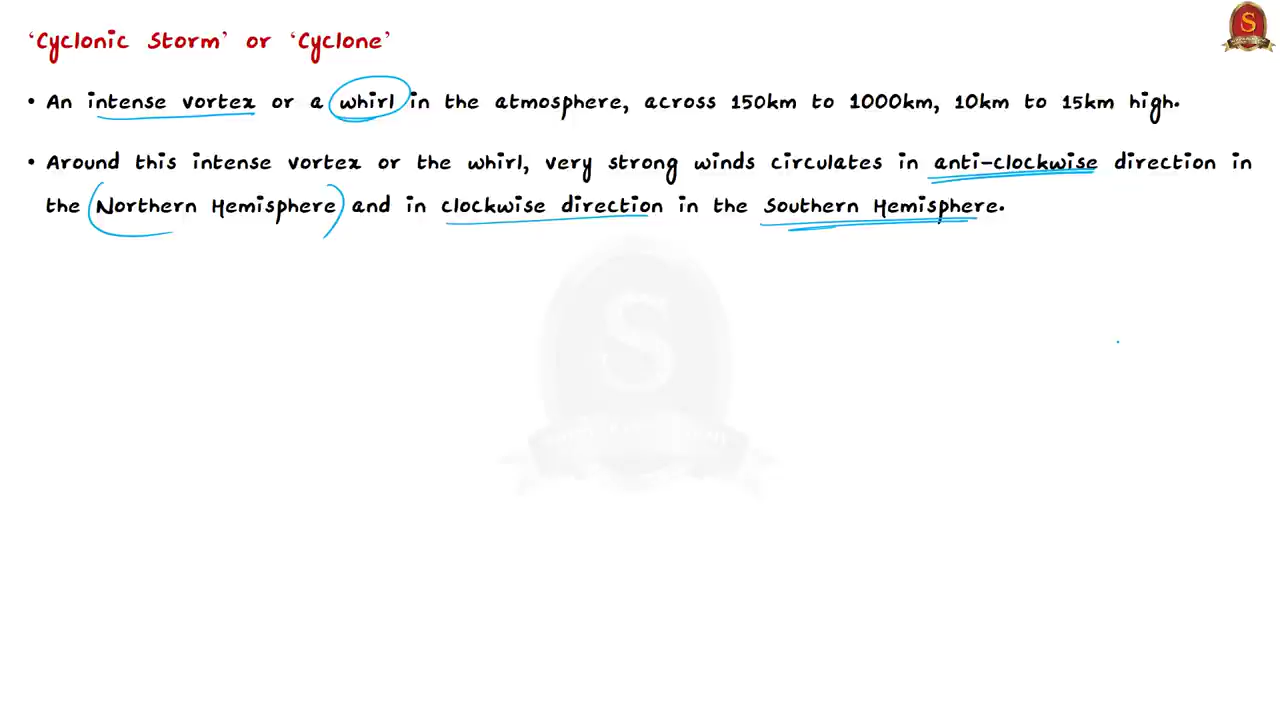 ‘Cyclonic Storm’ or ‘Cyclone’
• An intense vortex or a whirl in the atmosphere, across 150km to 1000km, 10km to 15km high.
• Around this intense vortex or the whirl, very strong winds circulates in anti-clockwise direction in
the Northern Hemisphere and in clockwise direction in the Southern Hemisphere.
S
S